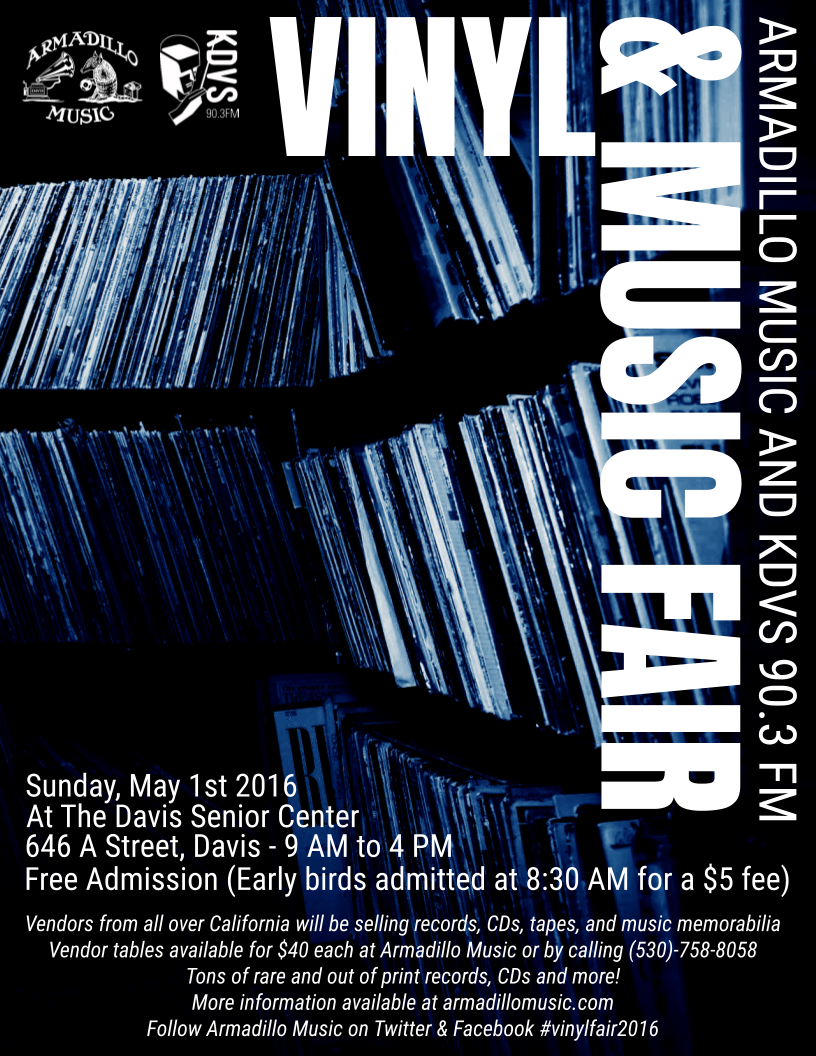 ARMADILLO
MUSIC
KDVS
90.3FM
VINYL
& MUSIC FAIR
ARMADILLO MUSIC AND KDVS 90.3 FM
Sunday, May 1st 2016
At The Davis Senior Center
646 A Street, Davis - 9 AM to 4 PM
Free Admission (Early birds admitted at 8:30 AM for a $5 fee)
Vendors from all over California will be selling records, CDs, tapes, and music memorabilia
Vendor tables available for $40 each at Armadillo Music or by calling (530)-758-8058
Tons of rare and out of print records, CDs and more!
More information available at armadillomusic.com
Follow Armadillo Music on Twitter & Facebook #vinylfair2016